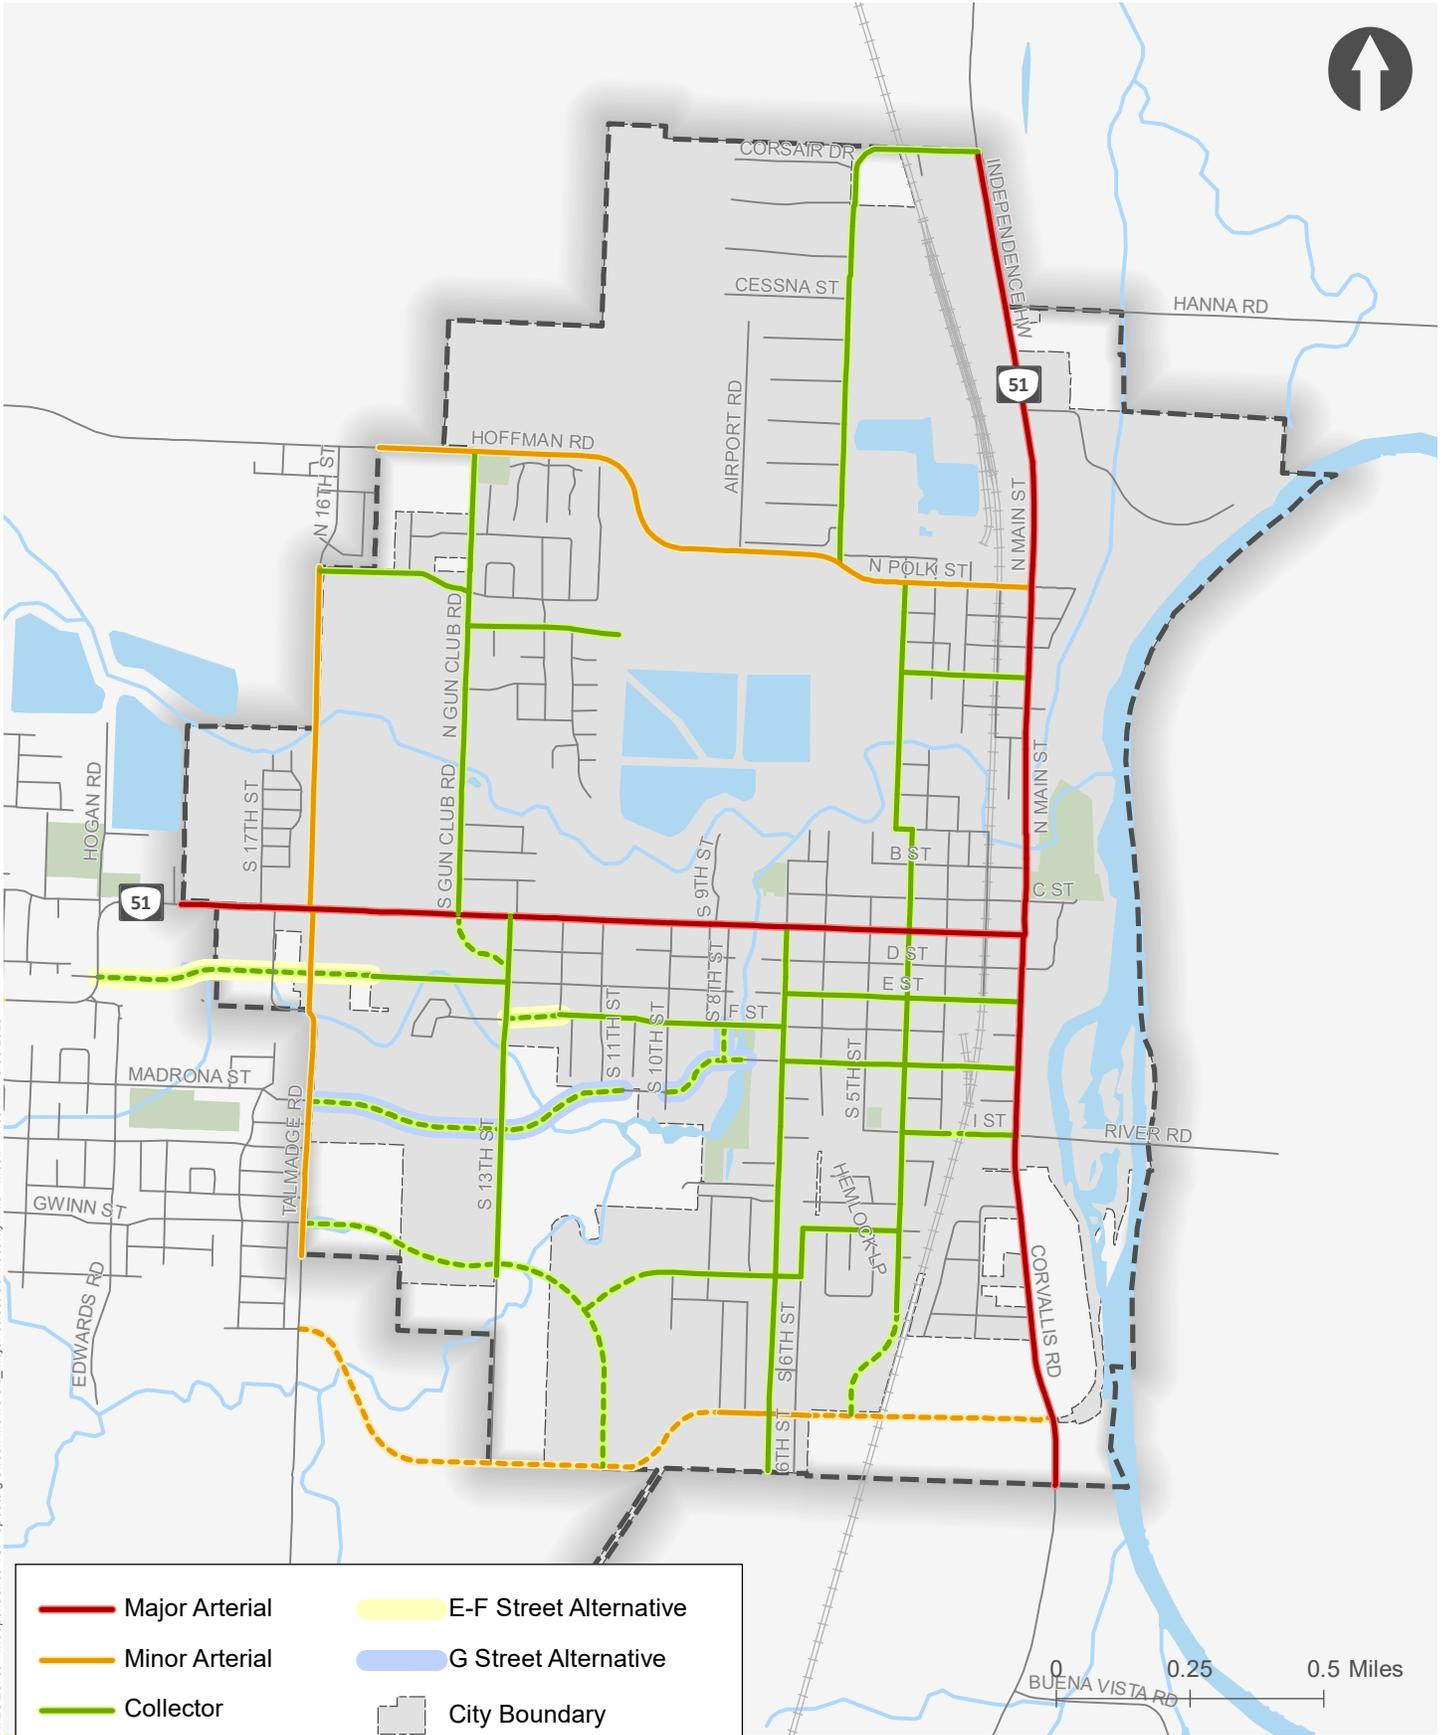 CORSAIR DR
INDEPENDENCE HW
CESSNA ST
HANNA RD
51
AIRPORT RD
HOFFMAN RD
N 16TH ST
N MAIN ST
N POLK ST
N GUN CLUB RD
N MAIN ST
HOGAN RD
S 17TH ST
S GUN CLUB RD
S 9TH ST
B ST
C ST
51
D ST
S 8TH ST
E ST
F ST
S 11TH ST
S 10TH ST
S 5TH ST
MADRONA ST
TALMADGE RD
S 13TH ST
I ST
RIVER RD
GWINN ST
HEMLOCK LP
EDWARDS RD
CORVALLIS RD
S 6TH ST
6TH ST
BUENA VISTA RD
0 0.25 0.5 Miles
Major Arterial
E-F Street Alternative
Minor Arterial
G Street Alternative
Collector
City Boundary